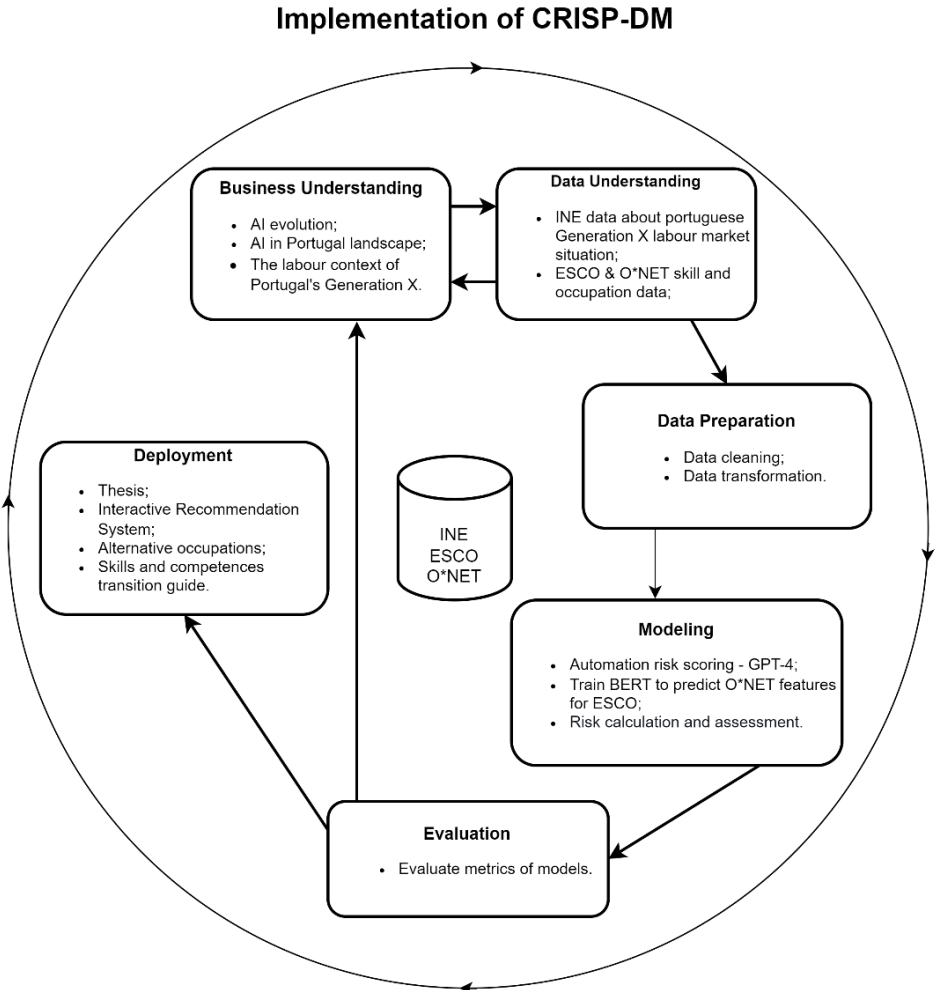 Implementation of CRISP-DM
Business Understanding
• AI evolution;
• AI in Portugal landscape;
• The labour context of
Portugal's Generation X.
Data Understanding
• INE data about portuguese
Generation X labour market
situation;
• ESCO & O*NET skill and
occupation data;
Data Preparation
• Data cleaning;
• Data transformation.
Deployment
• Thesis;
• Interactive Recommendation
System;
• Alternative occupations;
• Skills and competences
transition guide.
INE
ESCO
O*NET
Modeling
• Automation risk scoring - GPT-4;
• Train BERT to predict O*NET features
for ESCO;
• Risk calculation and assessment.
Evaluation
• Evaluate metrics of models.